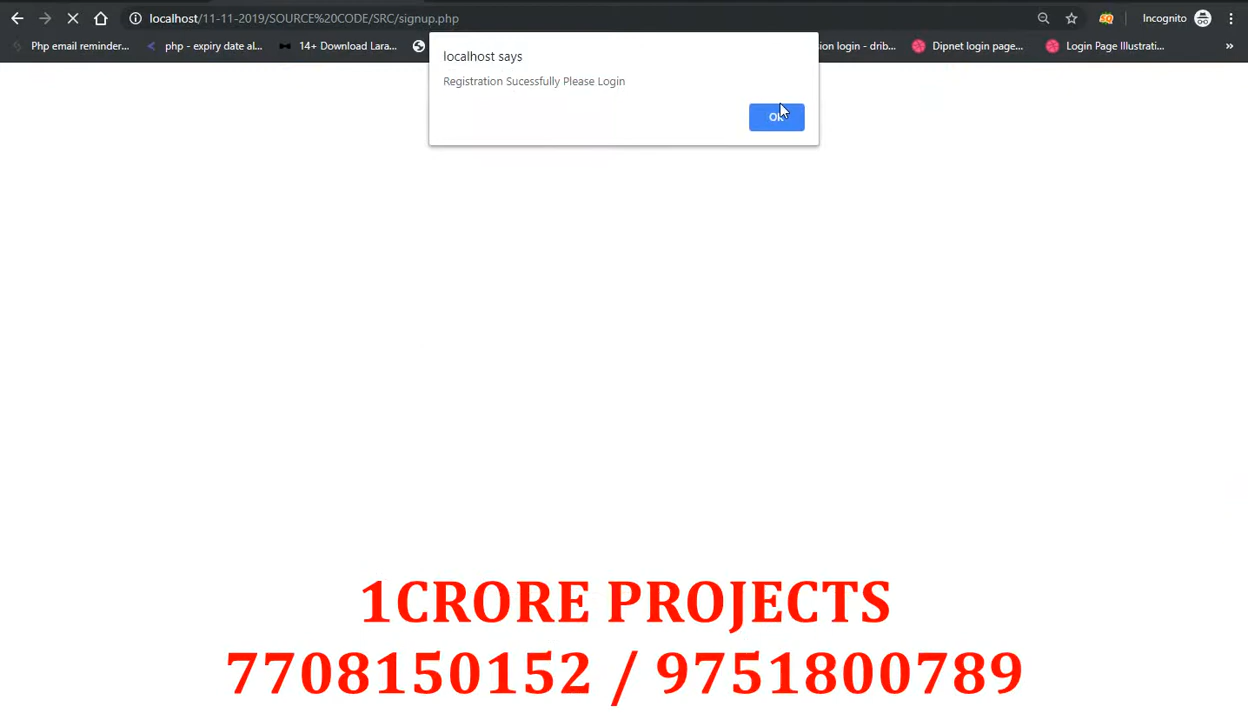 localhost/11-11-2019/SOURCE%20CODE/SRC/signup.php
Incognito
Php email reminder...
php - expiry date al...
14+ Download Lara...
ion login - drib...
Dipnet login page...
Login Page Illustrati...
»
localhost says
Registration Sucessfully Please Login
OK
1CRORE PROJECTS
7708150152 / 9751800789